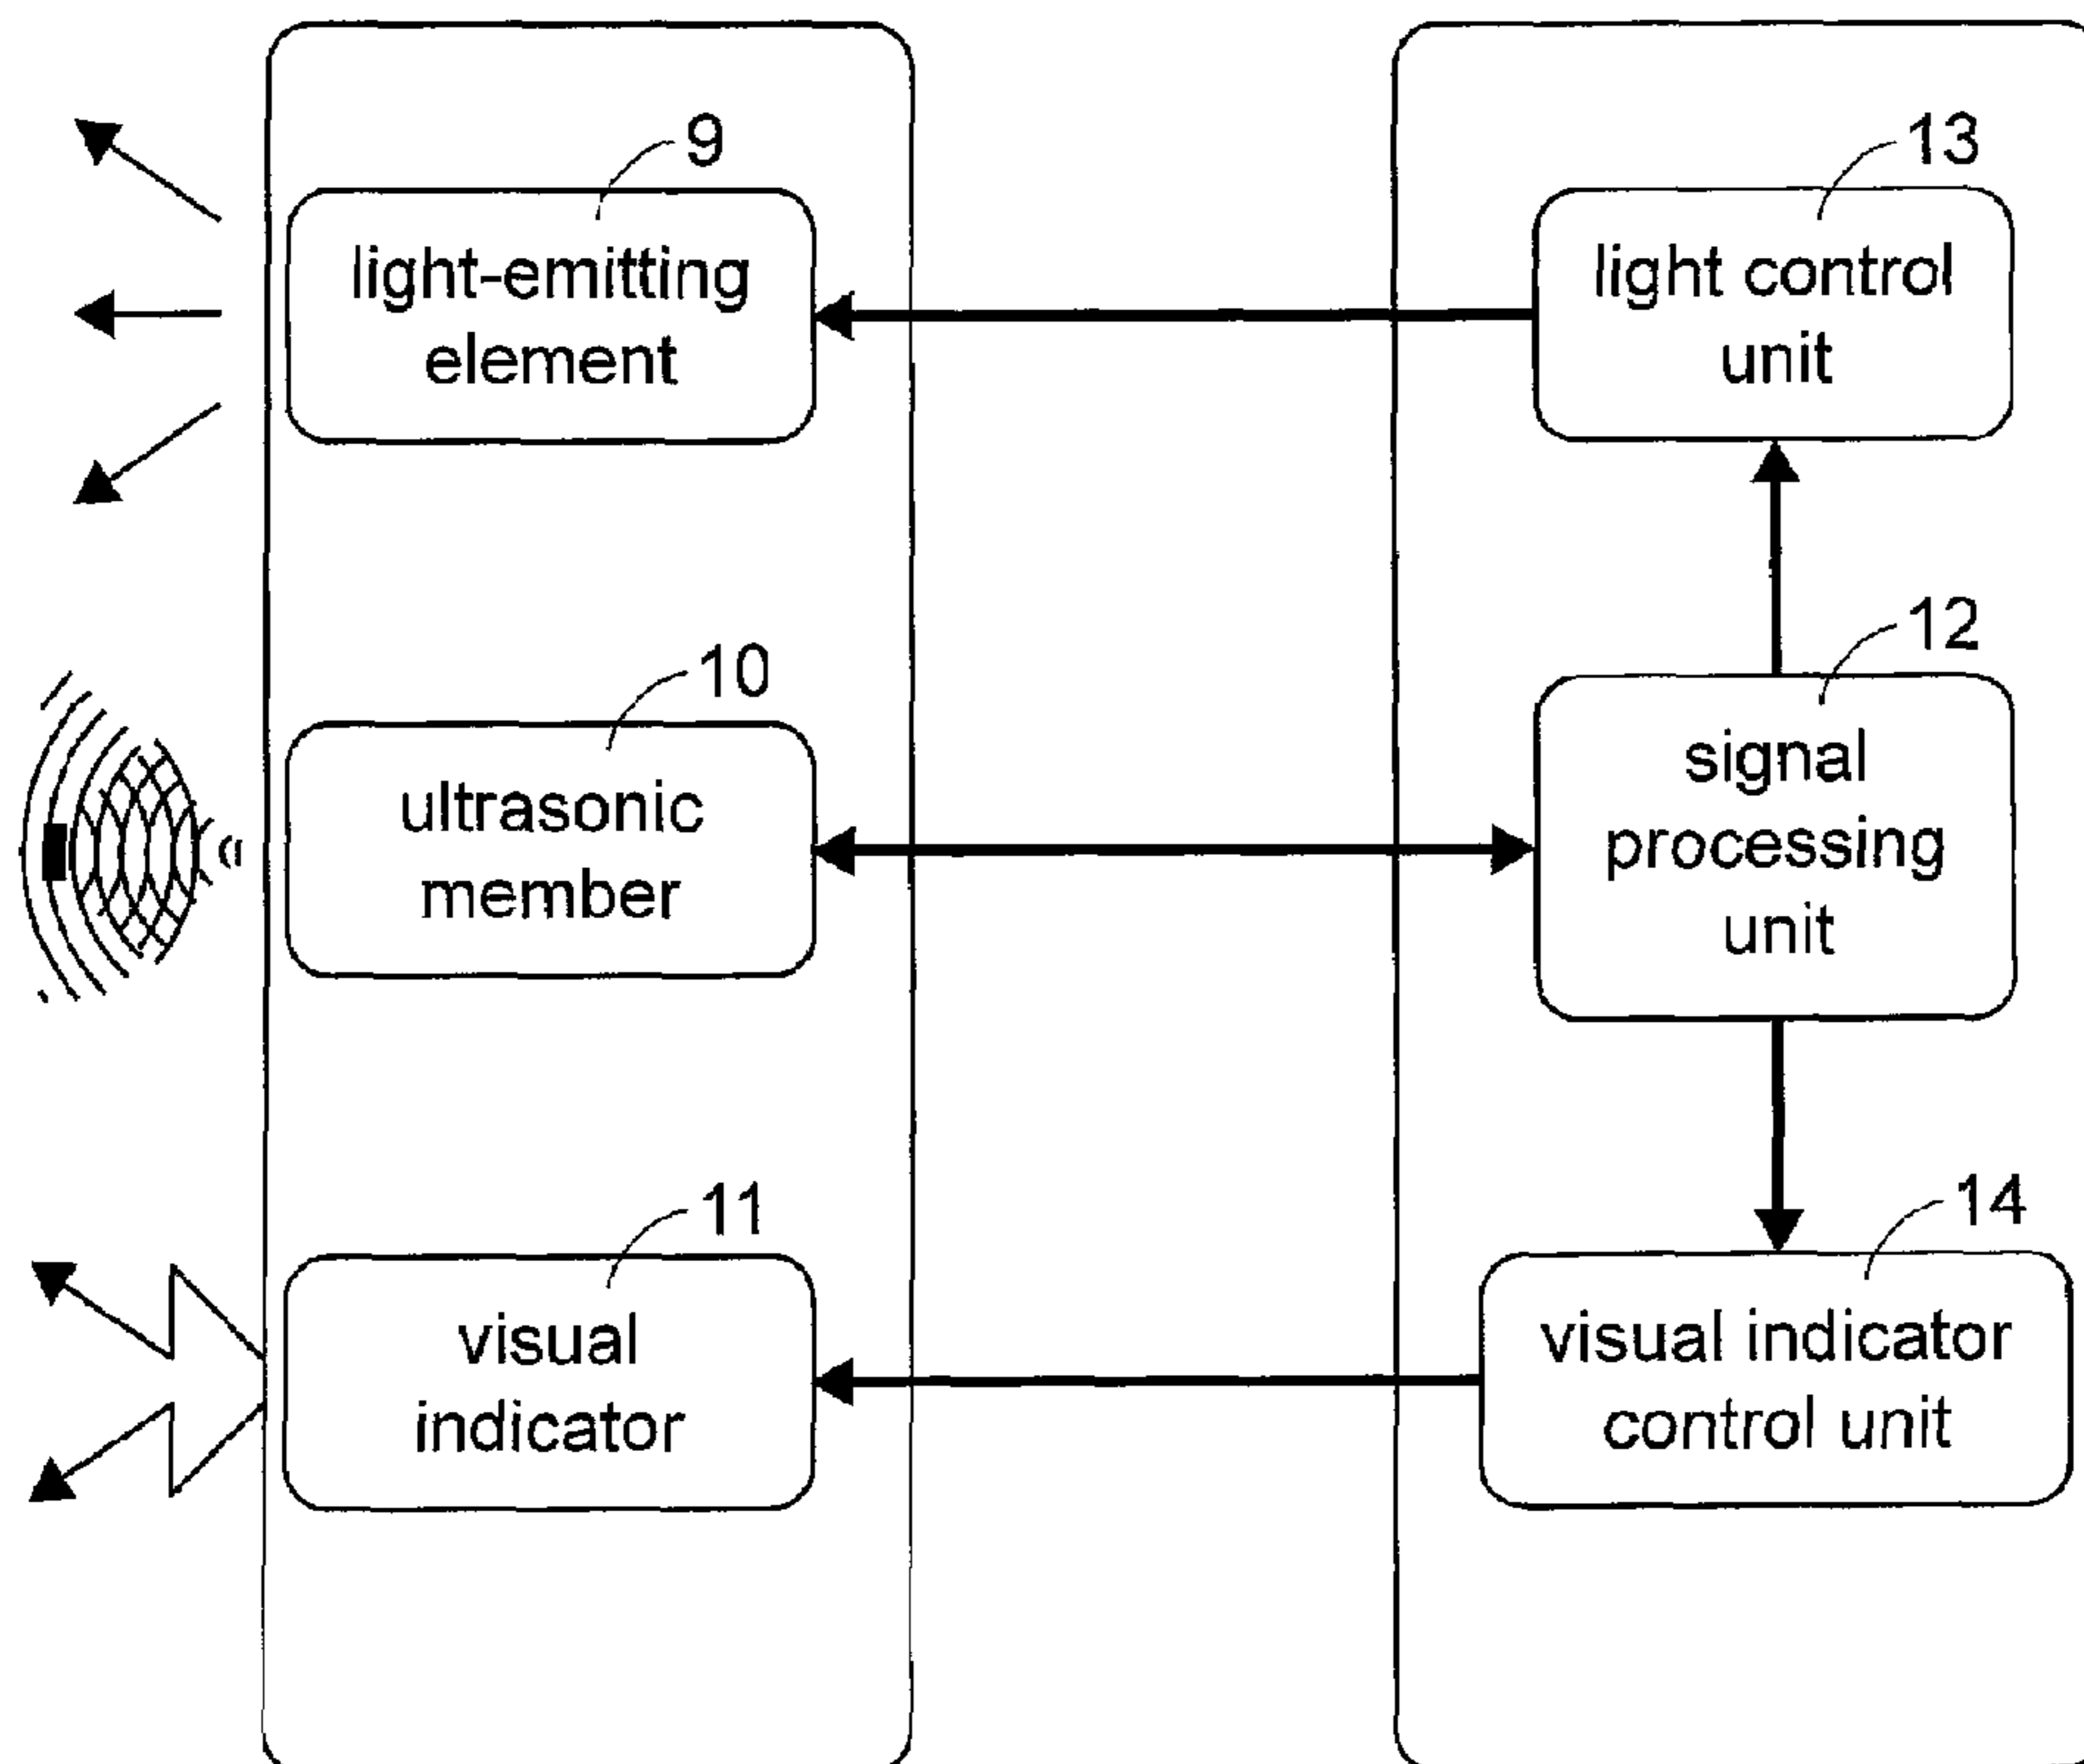 9
light-emitting
element
13
light control
unit
10
ultrasonic
member
12
signal
processing
unit
11
visual
indicator
14
visual indicator
control unit